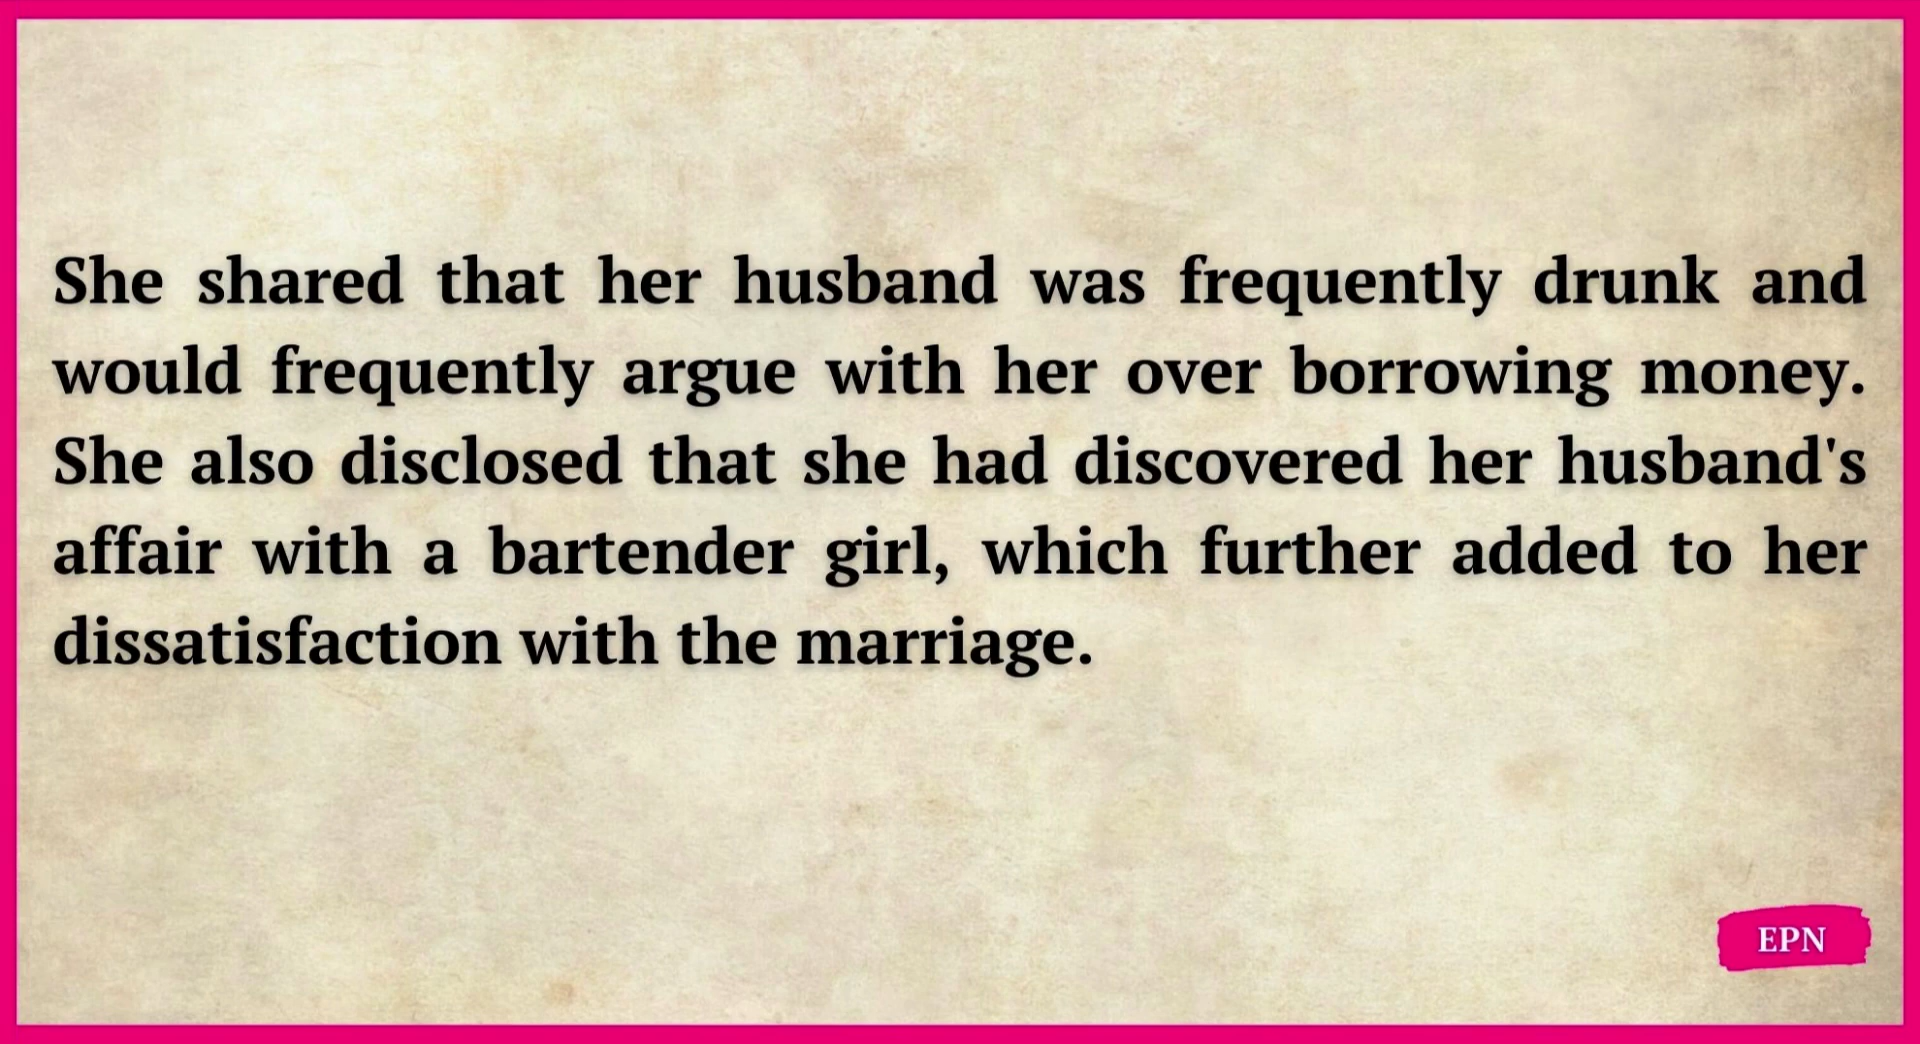 She shared that her husband was frequently drunk and
would frequently argue with her over borrowing money.
She also disclosed that she had discovered her husband's
affair with a bartender girl, which further added to her
dissatisfaction with the marriage.
EPN